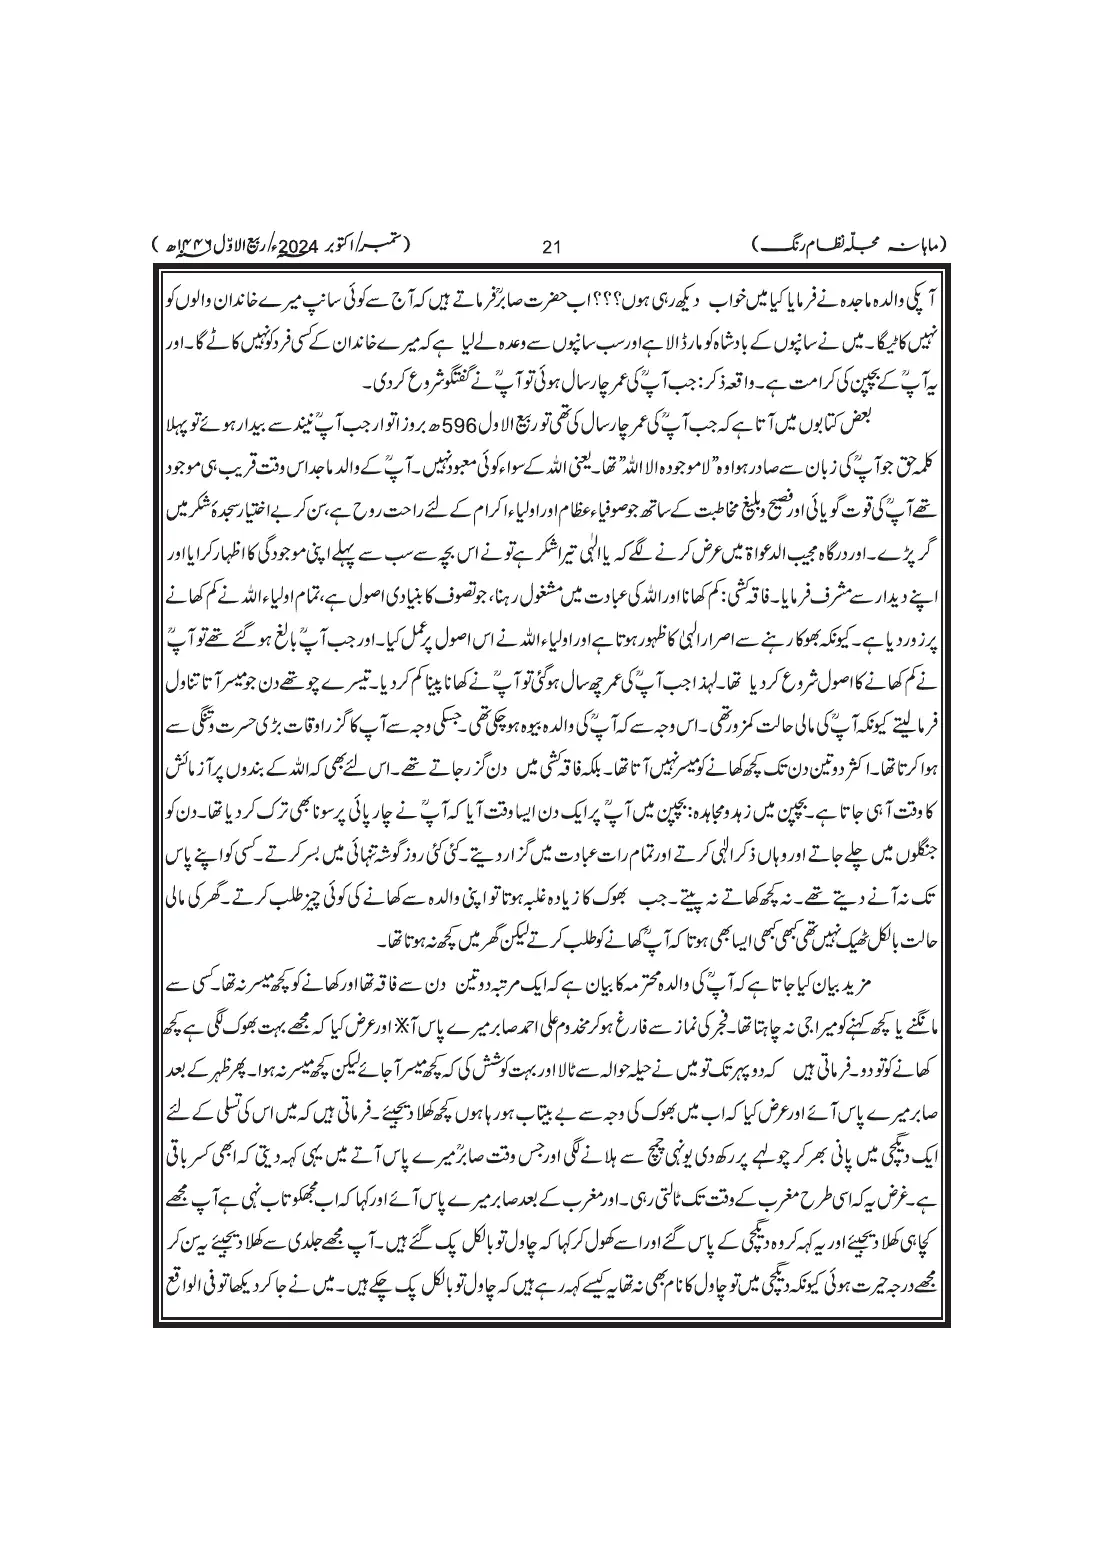 (ماہانہ مجلّہ نظام رنگ) 21 (ستمبر/اکتوبر 2024ء/ربیع الاوّل ۱۴۴۶ھ)
آپکی والدہ ماجدہ نے فرمایا کیا میں خواب دیکھ رہی ہوں؟؟؟ اب حضرت صابرؒ فرماتے ہیں کہ آج سے کوئی سانپ میرے خاندان والوں کو
نہیں کاٹیگا۔ میں نے سانپوں کے بادشاہ کو مار ڈالا ہے اور سب سانپوں سے وعدہ لے لیا ہے کہ میرے خاندان کے کسی فرد کو نہیں کاٹے گا۔ اور
یہ آپؒ کے بچپن کی کرامت ہے۔ واقعہ ذکر: جب آپؒ کی عمر چار سال ہوئی تو آپؒ نے گفتگو شروع کر دی۔
بعض کتابوں میں آتا ہے کہ جب آپؒ کی عمر چار سال کی تھی تو ربیع الاول 596ھ بروز اتوار جب آپؒ نیند سے بیدار ہوئے تو پہلا
کلمہ حق جو آپؒ کی زبان سے صادر ہوا وہ ”لا موجودہ الا اللہ“ تھا۔ یعنی اللہ کے سواء کوئی معبود نہیں۔ آپؒ کے والد ماجد اس وقت قریب ہی موجود
تھے آپؒ کی قوت گویائی اور فصیح و بلیغ مخاطبت کے ساتھ جو صوفیاء عظام اور اولیاء اکرام کے لئے راحت روح ہے، سن کر بے اختیار سجدۂ شکر میں
گر پڑے۔ اور درگاہ مجیب الدعواۃ میں عرض کرنے لگے کہ یا الٰہی تیرا شکر ہے تو نے اس بچہ سے سب سے پہلے اپنی موجودگی کا اظہار کرایا اور
اپنے دیدار سے مشرف فرمایا۔ فاقہ کشی: کم کھانا اور اللہ کی عبادت میں مشغول رہنا، جو تصوف کا بنیادی اصول ہے، تمام اولیاء اللہ نے کم کھانے
پر زور دیا ہے۔ کیونکہ بھوکا رہنے سے اصرار الٰہیٰ کا ظہور ہوتا ہے اور اولیاء اللہ نے اس اصول پر عمل کیا۔ اور جب آپؒ بالغ ہو گئے تھے تو آپؒ
نے کم کھانے کا اصول شروع کر دیا تھا۔ لہذا جب آپؒ کی عمر چھ سال ہو گئی تو آپؒ نے کھانا پینا کم کر دیا۔ تیسرے چوتھے دن جو میسر آتا تناول
فرما لیتے کیونکہ آپؒ کی مالی حالت کمزور تھی۔ اس وجہ سے کہ آپؒ کی والدہ بیوہ ہو چکی تھی۔ جسکی وجہ سے آپ کا گزر اوقات بڑی حسرت و تنگی سے
ہوا کرتا تھا۔ اکثر دو تین دن تک کچھ کھانے کو میسر نہیں آتا تھا۔ بلکہ فاقہ کشی میں دن گزر جاتے تھے۔ اس لئے بھی کہ اللہ کے بندوں پر آزمائش
کا وقت آ ہی جاتا ہے۔ بچپن میں زہد و مجاہدہ: بچپن میں آپؒ پر ایک دن ایسا وقت آیا کہ آپؒ نے چار پائی پر سونا بھی ترک کر دیا تھا۔ دن کو
جنگلوں میں چلے جاتے اور وہاں ذکر الٰہی کرتے اور تمام رات عبادت میں گزار دیتے۔ کئی کئی روز گوشہ تنہائی میں بسر کرتے۔ کسی کو اپنے پاس
تک نہ آنے دیتے تھے۔ نہ کچھ کھاتے نہ پیتے۔ جب بھوک کا زیادہ غلبہ ہوتا تو اپنی والدہ سے کھانے کی کوئی چیز طلب کرتے۔ گھر کی مالی
حالت بالکل ٹھیک نہیں تھی کبھی کبھی ایسا بھی ہوتا کہ آپؒ کھانے کو طلب کرتے لیکن گھر میں کچھ نہ ہوتا تھا۔
مزید بیان کیا جاتا ہے کہ آپؒ کی والدہ محترمہ کا بیان ہے کہ ایک مرتبہ دو تین دن سے فاقہ تھا اور کھانے کو کچھ میسر نہ تھا۔ کسی سے
مانگنے یا کچھ کہنے کو میرا جی نہ چاہتا تھا۔ فجر کی نماز سے فارغ ہو کر مخدوم علی احمد صابر میرے پاس آ※ اور عرض کیا کہ مجھے بہت بھوک لگی ہے کچھ
کھانے کو تو دو۔ فرماتی ہیں کہ دو پہر تک تو میں نے حیلہ حوالہ سے ٹالا اور بہت کوشش کی کہ کچھ میسر آ جائے لیکن کچھ میسر نہ ہوا۔ پھر ظہر کے بعد
صابر میرے پاس آئے اور عرض کیا کہ اب میں بھوک کی وجہ سے بے بیتاب ہو رہا ہوں کچھ کھلا دیجیئے۔ فرماتی ہیں کہ میں اس کی تسلی کے لئے
ایک دیگچی میں پانی بھر کر چولہے پر رکھ دی یونہی چمچ سے ہلانے لگی اور جس وقت صابرؒ میرے پاس آتے میں یہی کہہ دیتی کہ ابھی کسر باقی
ہے۔ غرض یہ کہ اسی طرح مغرب کے وقت تک ٹالتی رہی۔ اور مغرب کے بعد صابر میرے پاس آئے اور کہا کہ اب مجھکو تاب نہی ہے آپ مجھے
کچا ہی کھلا دیجیئے اور یہ کہہ کر وہ دیگچی کے پاس گئے اور اسے کھول کر کہا کہ چاول تو بالکل پک گئے ہیں۔ آپ مجھے جلدی سے کھلا دیجیئے یہ سن کر
مجھے درجہ حیرت ہوئی کیونکہ دیگچی میں تو چاول کا نام بھی نہ تھا یہ کیسے کہہ رہے ہیں کہ چاول تو بالکل پک چکے ہیں۔ میں نے جا کر دیکھا تو فی الواقع